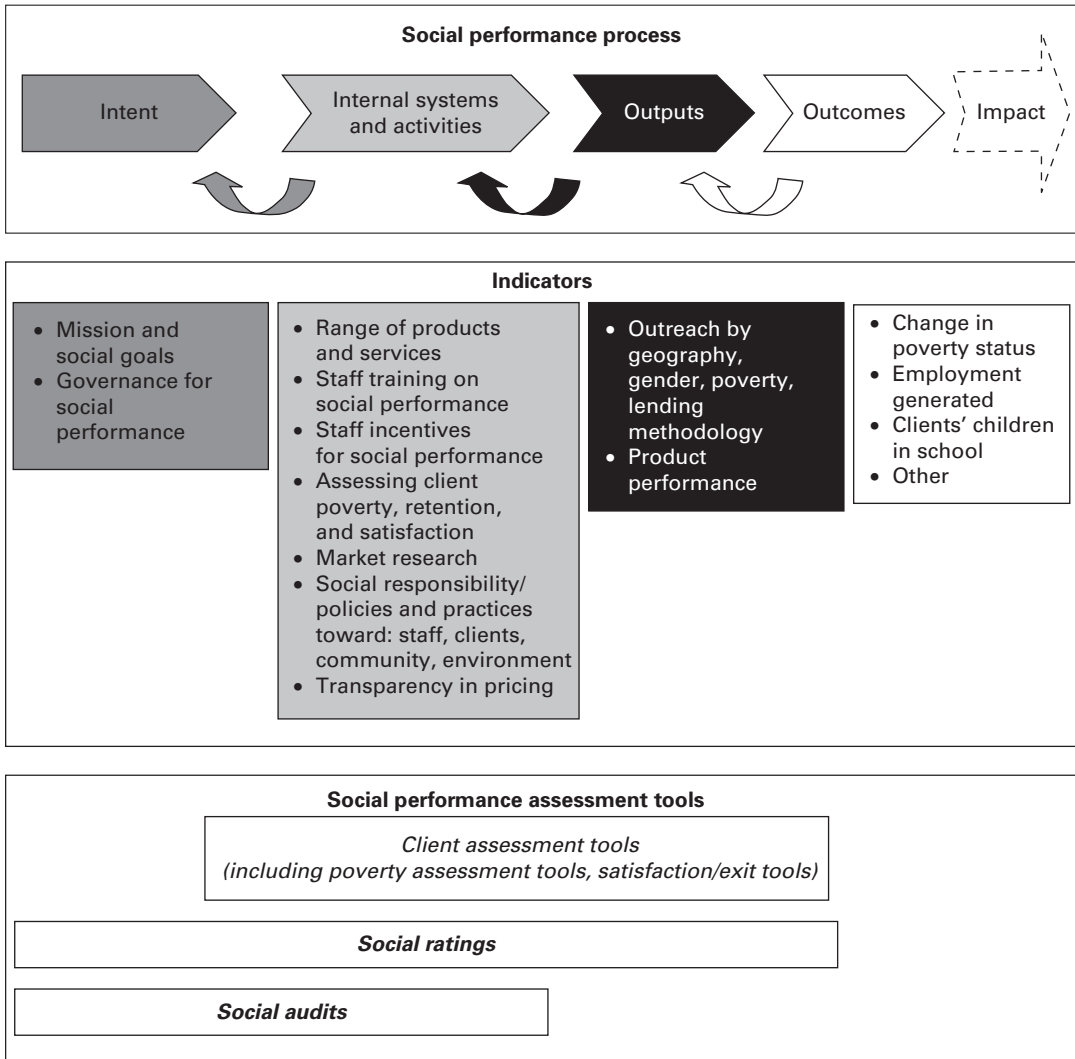 Social performance process
Intent
Internal systems
and activities
Outputs
Outcomes
Impact
Indicators
• Mission and
social goals
• Governance for
social
performance
• Range of products
and services
• Staff training on
social performance
• Staff incentives
for social performance
• Assessing client
poverty, retention,
and satisfaction
• Market research
• Social responsibility/
policies and practices
toward: staff, clients,
community, environment
• Transparency in pricing
• Outreach by
geography,
gender, poverty,
lending
methodology
• Product
performance
• Change in
poverty status
• Employment
generated
• Clients’ children
in school
• Other
Social performance assessment tools
Client assessment tools
(including poverty assessment tools, satisfaction/exit tools)
Social ratings
Social audits